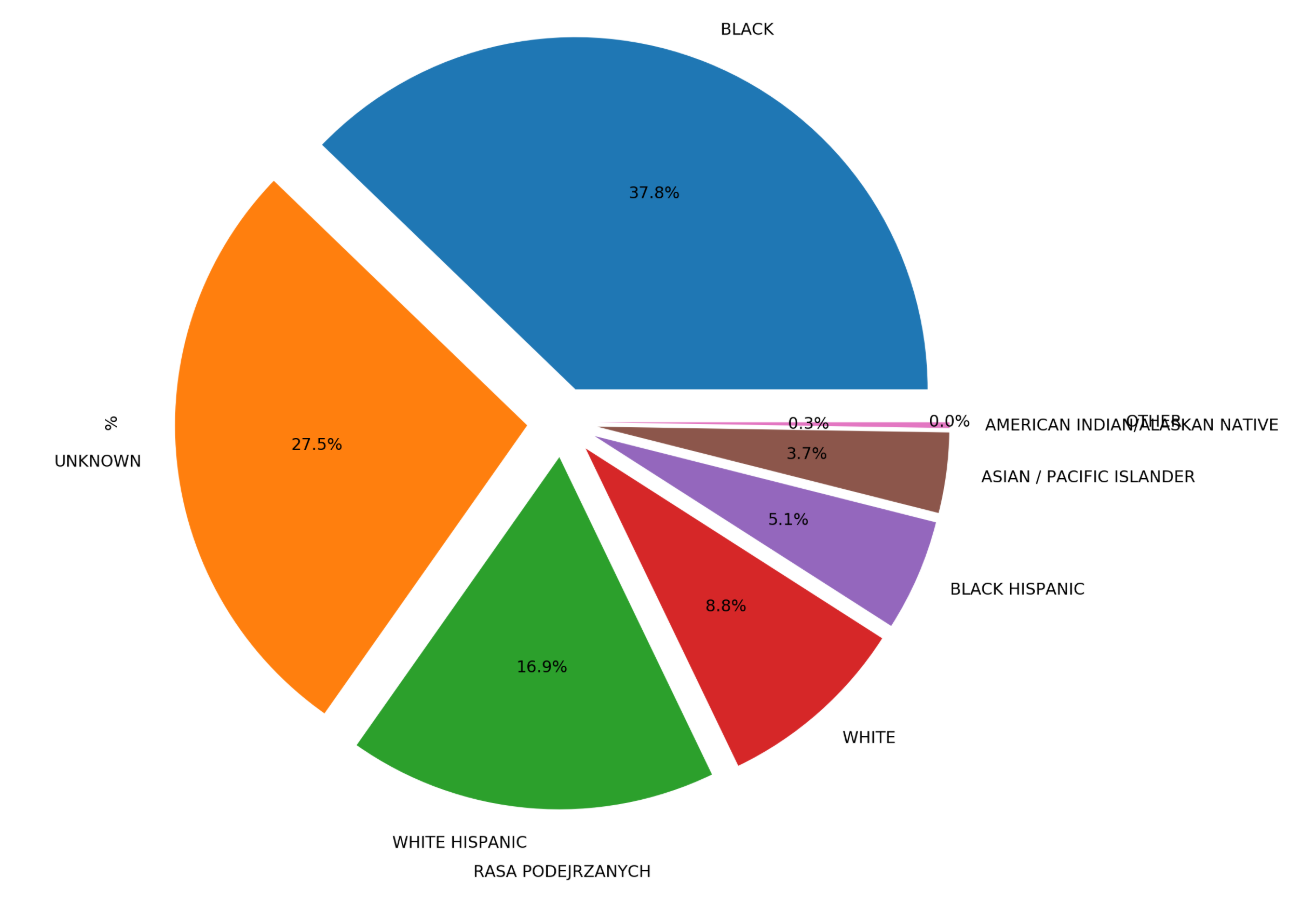 BLACK
37.8%
%
27.5%
UNKNOWN
0.3%
0.0%
OTHER
AMERICAN INDIAN/ALASKAN NATIVE
3.7%
ASIAN / PACIFIC ISLANDER
5.1%
BLACK HISPANIC
8.8%
16.9%
WHITE
WHITE HISPANIC
RASA PODEJRZANYCH